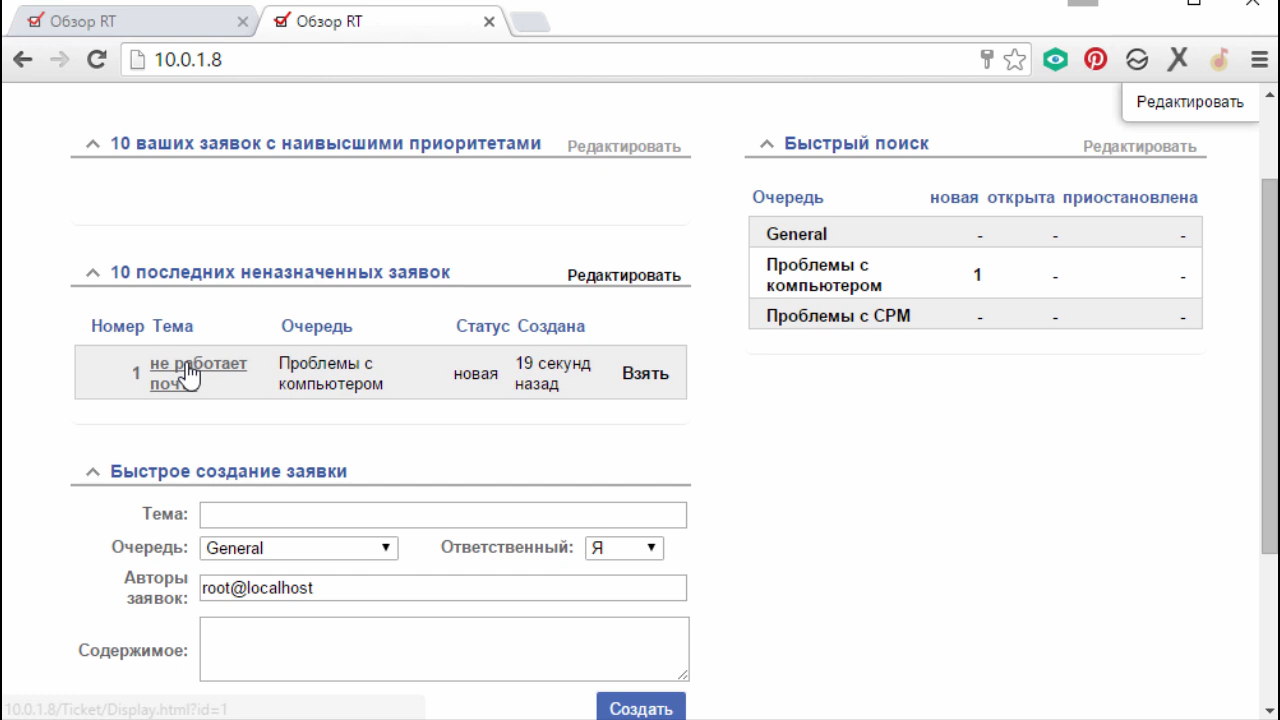 Обзор RT
Обзор RT
10.0.1.8
Редактировать
10 ваших заявок с наивысшими приоритетами Редактировать
10 последних неназначенных заявок Редактировать
Номер Тема Очередь Статус Создана
1 не работает Проблемы с компьютером новая 19 секунд назад Взять
Быстрое создание заявки
Тема:
Очередь: General Ответственный: Я
Авторы
заявок: root@localhost
Содержимое:
Создать
Быстрый поиск Редактировать
Очередь новая открыта приостановлена
General - - -
Проблемы с
компьютером 1 - -
Проблемы с СРМ - - -
10.0.1.8/Ticket/Display.html?id=1